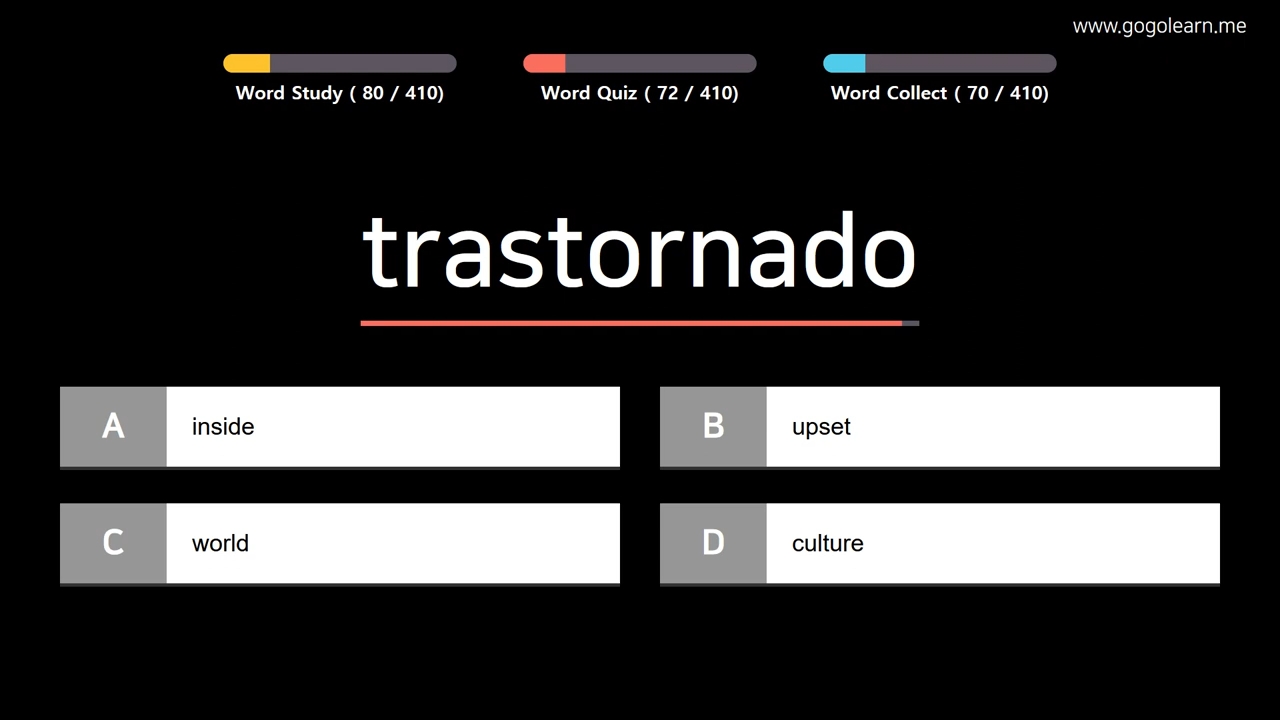 www.gogolearn.me
Word Study ( 80 / 410)
Word Quiz ( 72 / 410)
Word Collect ( 70 / 410)
trastornado
A inside
B upset
C world
D culture